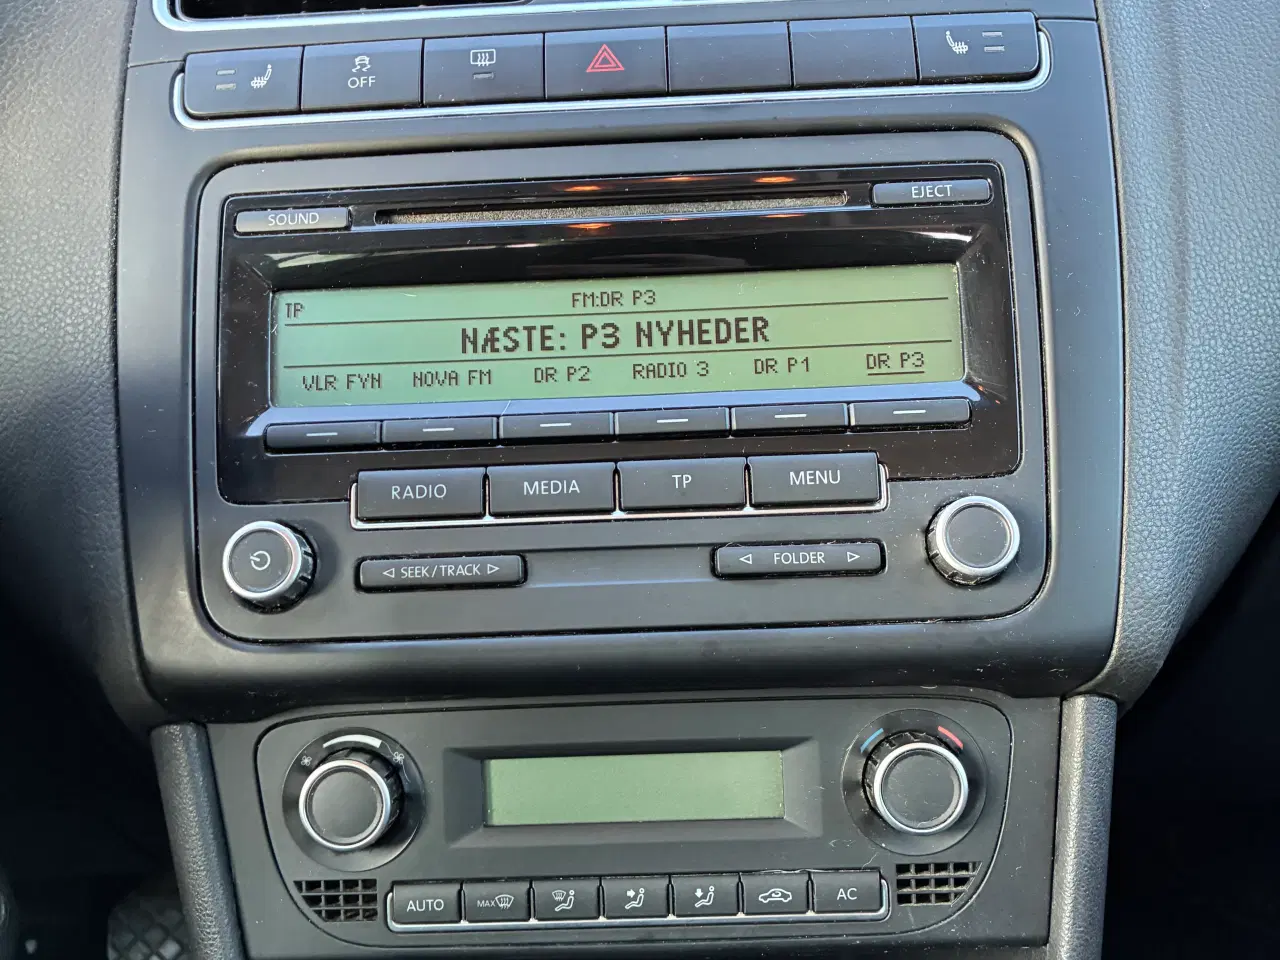 OFF
SOUND
EJECT
TP
FM:DR P3
NÆSTE: P3 NYHEDER
VLR FYN NOVA FM DR P2 RADIO 3 DR P1 DR P3
RADIO MEDIA TP MENU
SEEK/TRACK
FOLDER
AUTO MAX AC